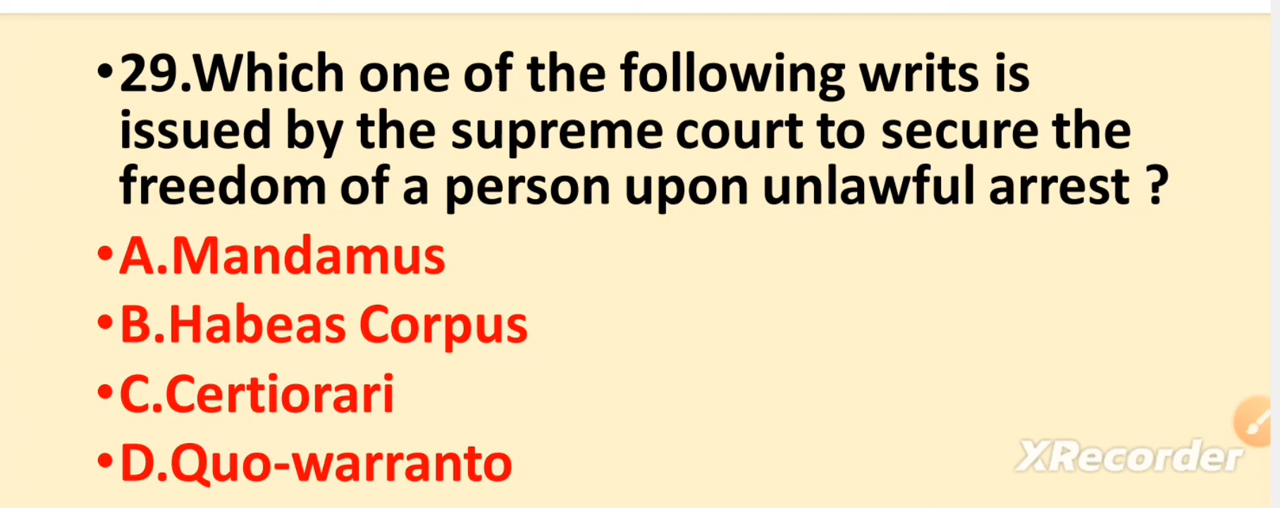 •29.Which one of the following writs is
issued by the supreme court to secure the
freedom of a person upon unlawful arrest ?
•A.Mandamus
•B.Habeas Corpus
•C.Certiorari
•D.Quo-warranto
XRecorder